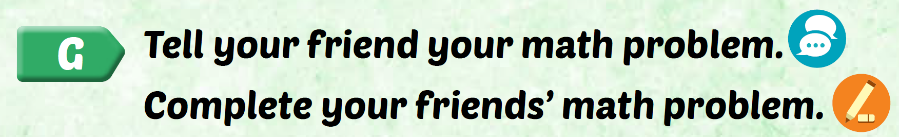 G Tell your friend your math problem.
Complete your friends' math problem.